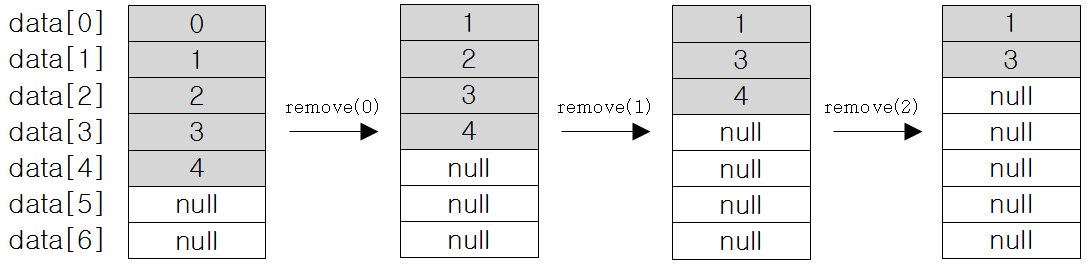 data[0] 0 1 1 1
data[1] 1 2 3 3
data[2] 2 3 4 null
remove(0) remove(1) remove(2)
data[3] 3 4 null null
data[4] 4 null null null
data[5] null null null null
data[6] null null null null